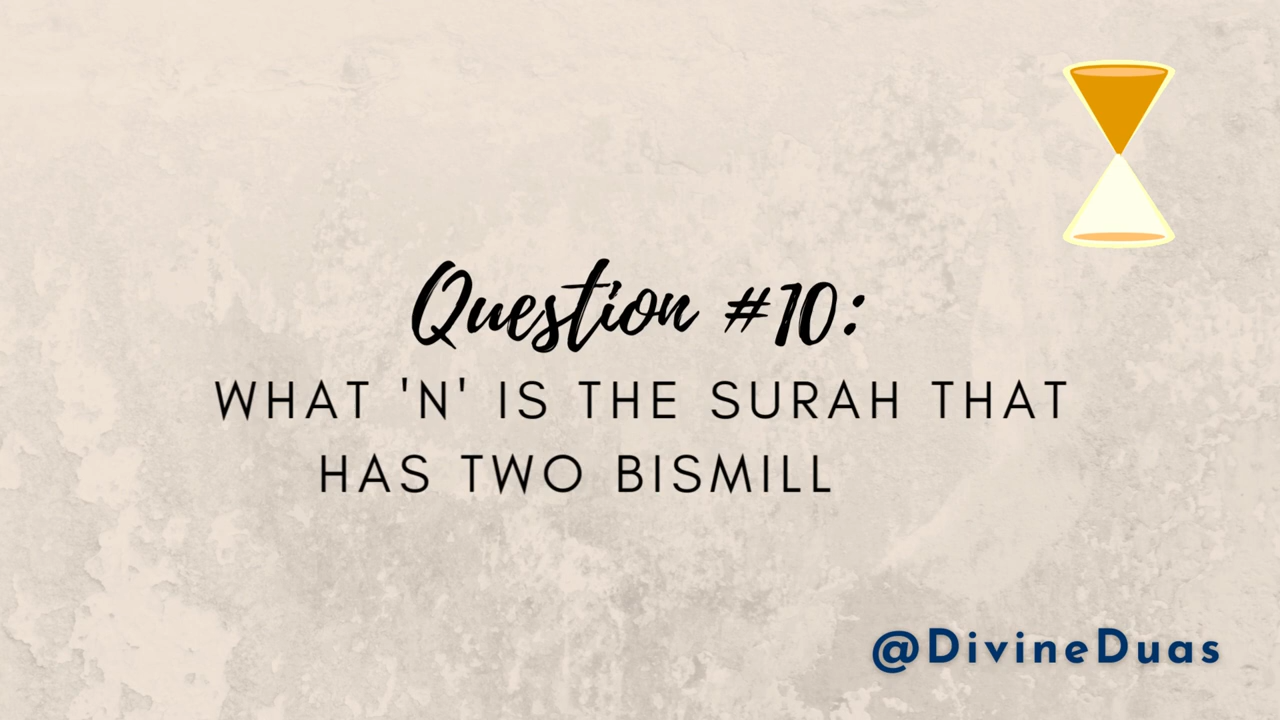 Question #10:
WHAT 'N' IS THE SURAH THAT
HAS TWO BISMILL
@DivineDuas